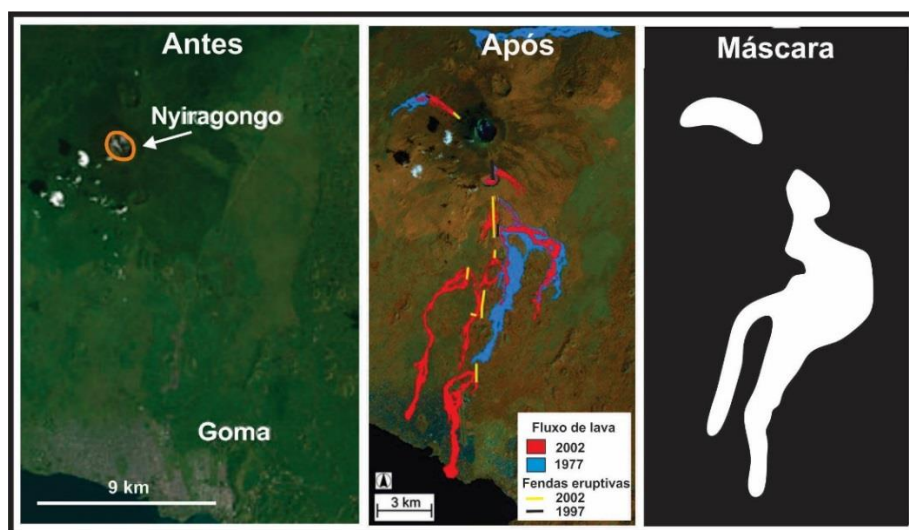 Antes
Nyiragongo
Goma
9 km
Após
Fluxo de lava
2002
1977
Fendas eruptivas
2002
1997
3 km
Máscara